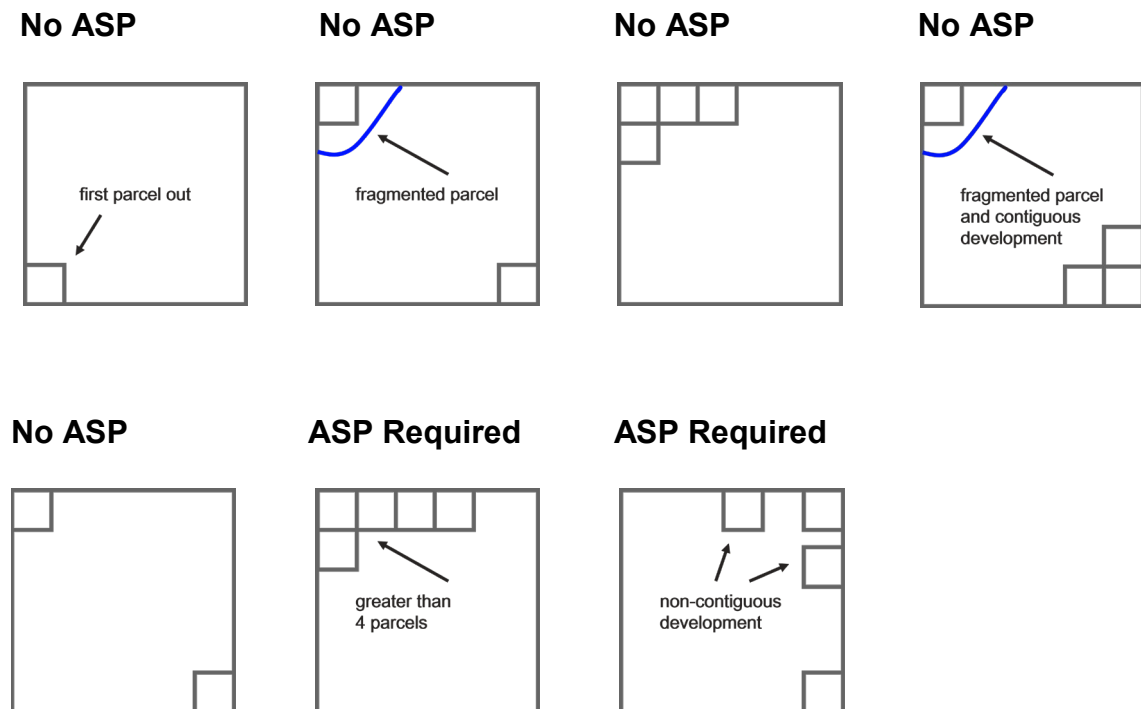 No ASP
No ASP
No ASP
No ASP
first parcel out
fragmented parcel
fragmented parcel
and contiguous
development
No ASP
ASP Required
ASP Required
greater than
4 parcels
non-contiguous
development